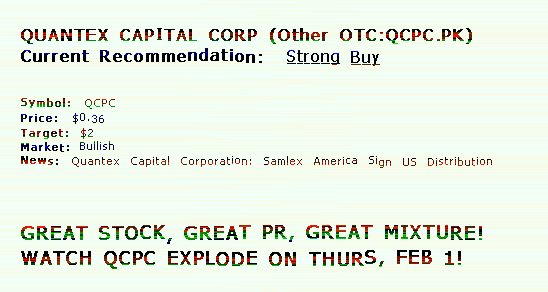 QUANTEX CAPITAL CORP (Other OTC:QCPC.PK)
Current Recommendation: Strong Buy
Symbol: QCPC
Price: $0.36
Target: $2
Market: Bullish
News: Quantex Capital Corporation: Samlex America Sign US Distribution
GREAT STOCK, GREAT PR, GREAT MIXTURE!
WATCH QCPC EXPLODE ON THURS, FEB 1!